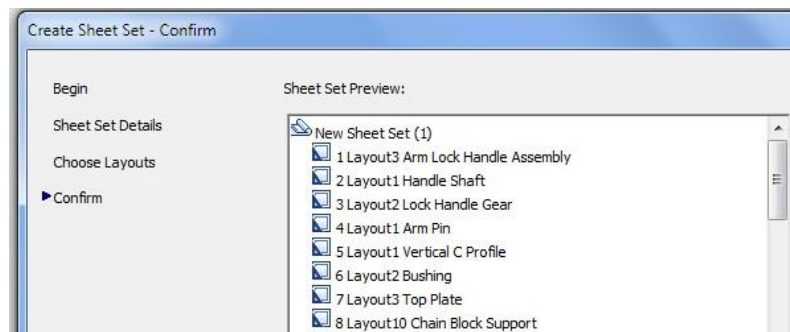 Create Sheet Set - Confirm
Begin
Sheet Set Details
Choose Layouts
Confirm
Sheet Set Preview:
New Sheet Set (1)
1 Layout3 Arm Lock Handle Assembly
2 Layout1 Handle Shaft
3 Layout2 Lock Handle Gear
4 Layout1 Arm Pin
5 Layout1 Vertical C Profile
6 Layout2 Bushing
7 Layout3 Top Plate
8 Layout10 Chain Block Support